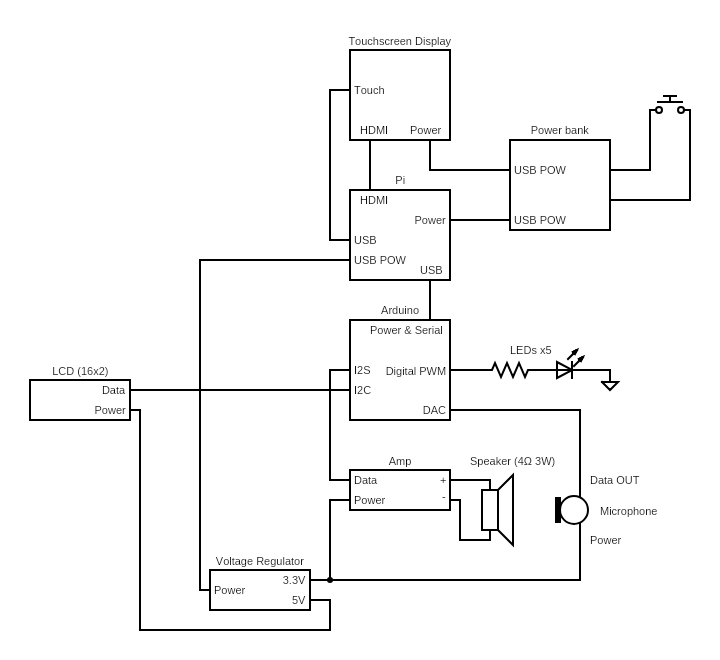 Touchscreen Display
Touch
HDMI
Power
Power bank
USB POW
USB POW
Pi
HDMI
Power
USB
USB POW
USB
Arduino
Power & Serial
I2S
Digital PWM
I2C
DAC
LEDs x5
LCD (16x2)
Data
Power
Amp
Data
+
Power
-
Speaker (4Ω 3W)
Data OUT
Microphone
Power
Voltage Regulator
3.3V
Power
5V